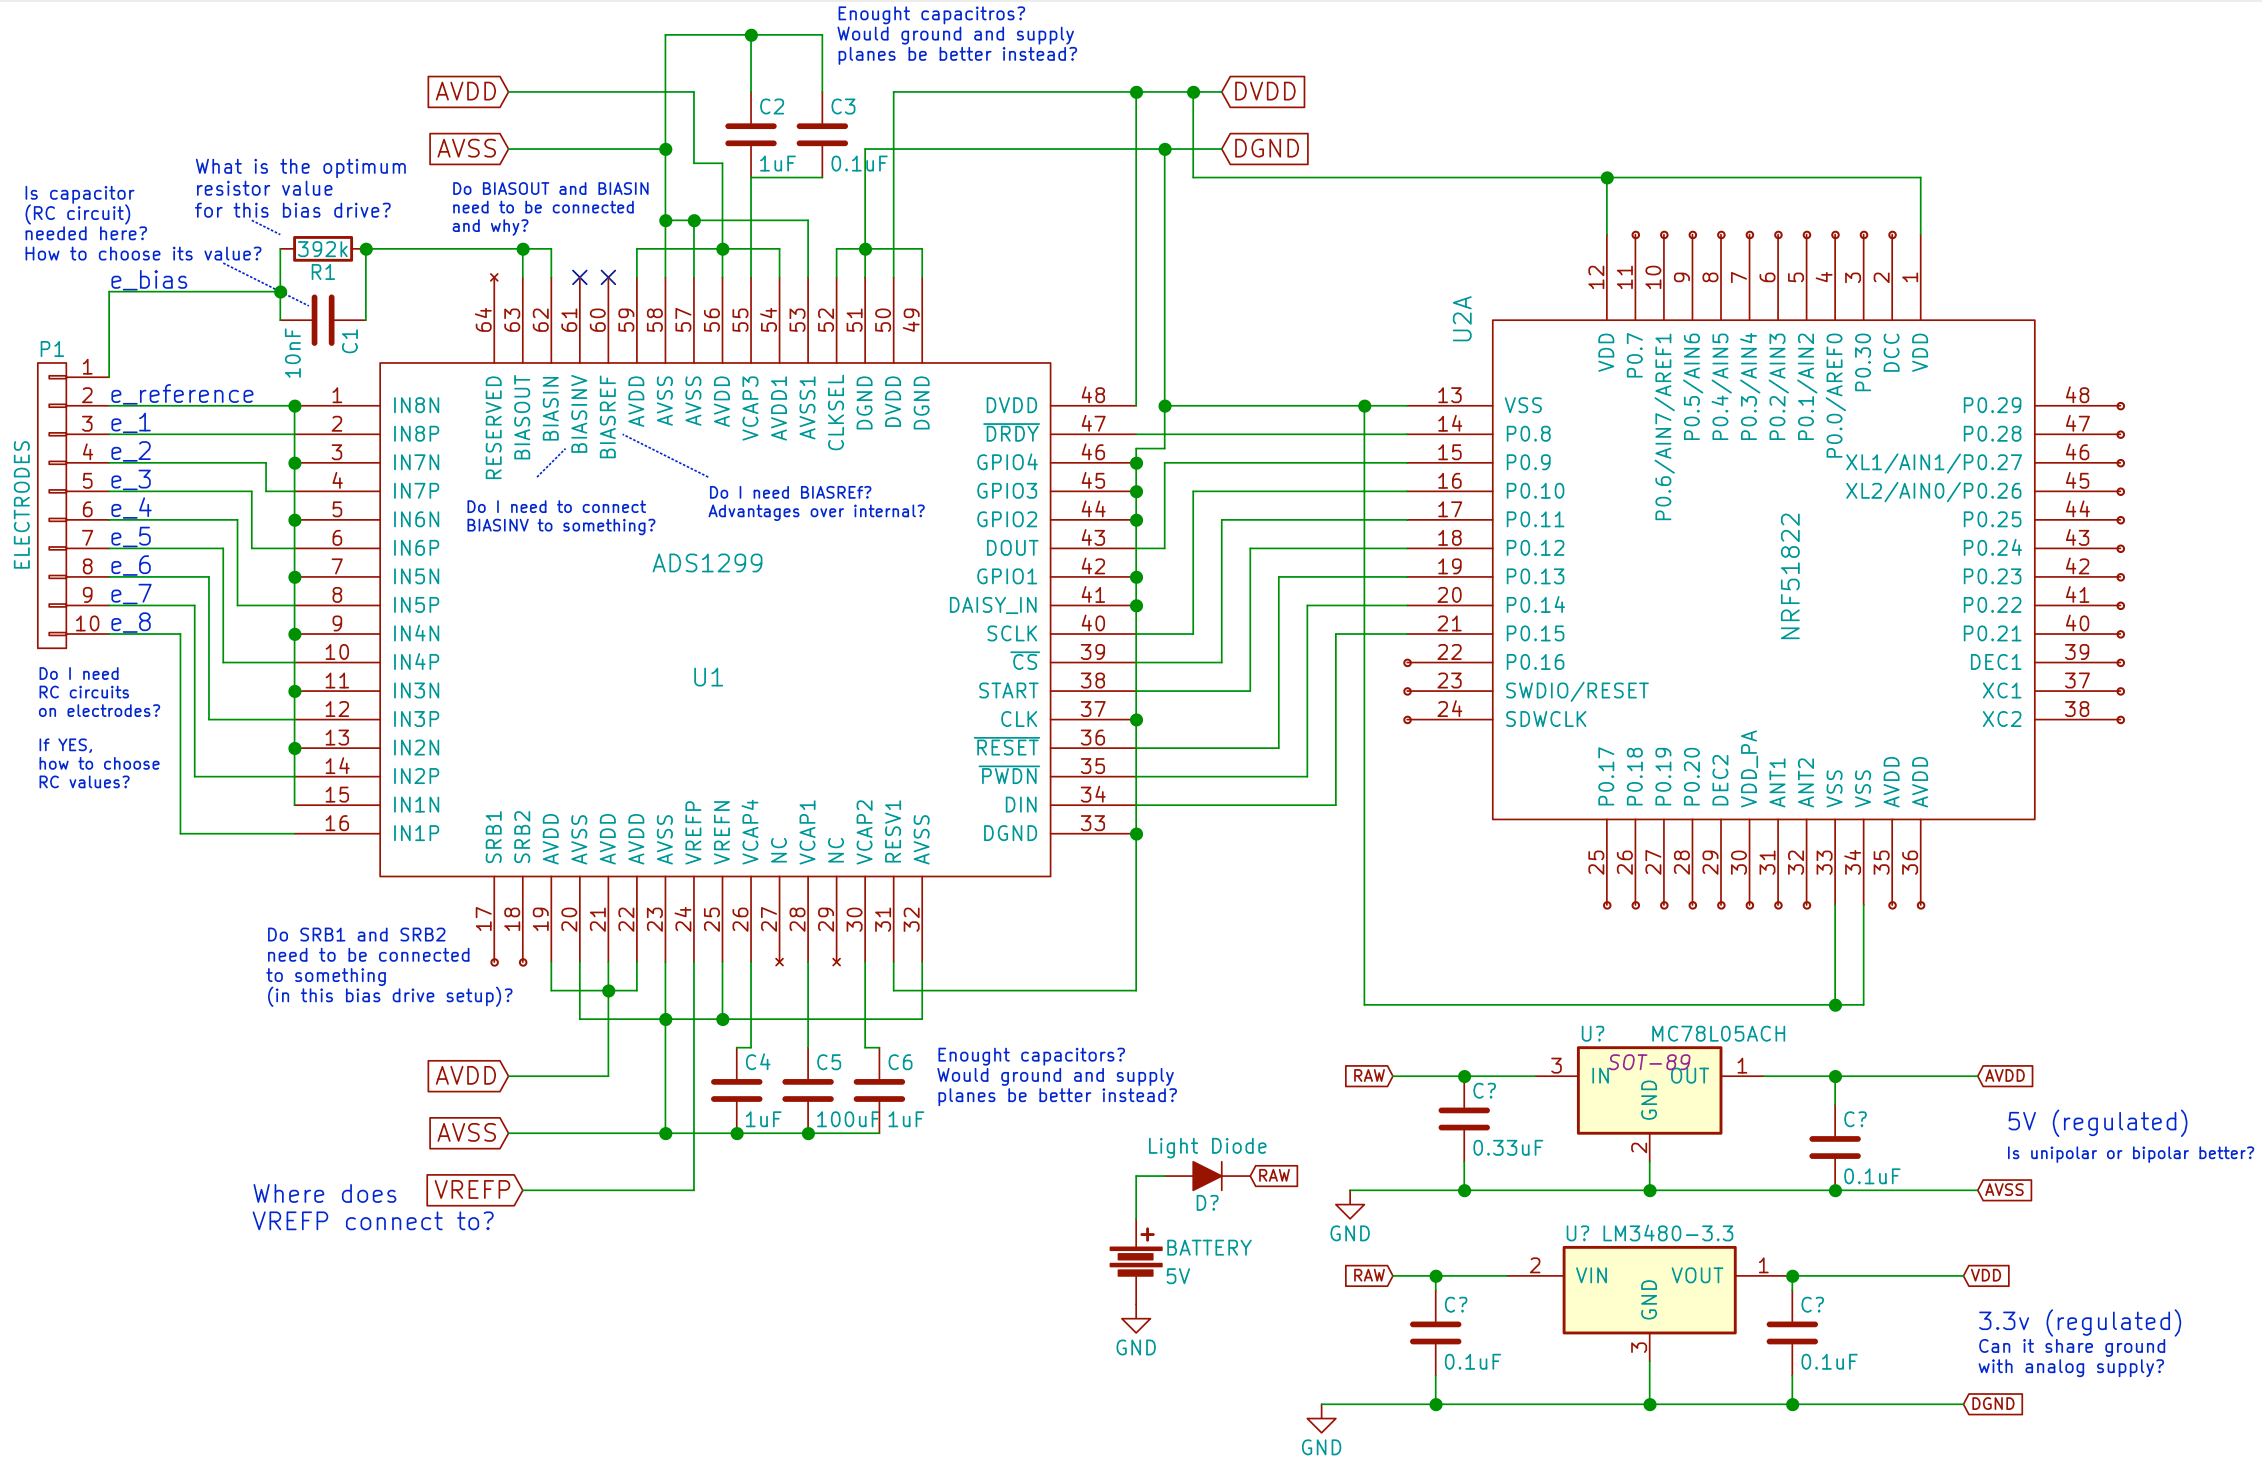 Enought capacitros?
Would ground and supply
planes be better instead?
AVDD
AVSS
C2
1uF
C3
0.1uF
DVDD
DGND
What is the optimum
resistor value
for this bias drive?
Is capacitor
(RC circuit)
needed here?
How to choose its value?
Do BIASOUT and BIASIN
need to be connected
and why?
392k
R1
e_bias
10nF
C1
P1
ELECTRODES
1
2
3
4
5
6
7
8
9
10
e_reference
e_1
e_2
e_3
e_4
e_5
e_6
e_7
e_8
Do I need
RC circuits
on electrodes?
If YES,
how to choose
RC values?
64 RESERVED
63 BIASOUT
62 BIASIN
61 BIASINV
60 BIASREF
59 AVDD
58 AVSS
57 AVSS
56 AVDD
55 VCAP3
54 AVDD1
53 AVSS1
52 CLKSEL
51 DGND
50 DVDD
49 DGND
1 IN8N
2 IN8P
3 IN7N
4 IN7P
5 IN6N
6 IN6P
7 IN5N
8 IN5P
9 IN4N
10 IN4P
11 IN3N
12 IN3P
13 IN2N
14 IN2P
15 IN1N
16 IN1P
Do I need to connect
BIASINV to something?
Do I need BIASREf?
Advantages over internal?
ADS1299
U1
DVDD 48
DRDY 47
GPIO4 46
GPIO3 45
GPIO2 44
DOUT 43
GPIO1 42
DAISY_IN 41
SCLK 40
CS 39
START 38
CLK 37
RESET 36
PWDN 35
DIN 34
DGND 33
SRB1 17
SRB2 18
AVDD 19
AVSS 20
AVDD 21
AVDD 22
AVSS 23
VREFP 24
VREFN 25
VCAP4 26
NC 27
VCAP1 28
NC 29
VCAP2 30
RESV1 31
AVSS 32
Do SRB1 and SRB2
need to be connected
to something
(in this bias drive setup)?
AVDD
AVSS
VREFP
Where does
VREFP connect to?
C4
1uF
C5
100uF
C6
1uF
Enought capacitors?
Would ground and supply
planes be better instead?
U2A
12 VDD
11 P0.7
10 P0.6/AIN7/AREF1
9 P0.5/AIN6
8 P0.4/AIN5
7 P0.3/AIN4
6 P0.2/AIN3
5 P0.1/AIN2
4 P0.0/AREF0
3 P0.30
2 DCC
1 VDD
13 VSS
14 P0.8
15 P0.9
16 P0.10
17 P0.11
18 P0.12
19 P0.13
20 P0.14
21 P0.15
22 P0.16
23 SWDIO/RESET
24 SDWCLK
NRF51822
P0.29 48
P0.28 47
XL1/AIN1/P0.27 46
XL2/AIN0/P0.26 45
P0.25 44
P0.24 43
P0.23 42
P0.22 41
P0.21 40
DEC1 39
XC1 37
XC2 38
P0.17 25
P0.18 26
P0.19 27
P0.20 28
DEC2 29
VDD_PA 30
ANT1 31
ANT2 32
VSS 33
VSS 34
AVDD 35
AVDD 36
Light Diode
RAW
D?
+
BATTERY
5V
GND
U? MC78L05ACH
SOT-89
RAW
3 IN
OUT 1
GND
2
AVDD
C?
0.33uF
C?
0.1uF
5V (regulated)
Is unipolar or bipolar better?
AVSS
GND
U? LM3480-3.3
RAW
2 VIN
VOUT 1
GND
3
VDD
C?
0.1uF
C?
0.1uF
3.3v (regulated)
Can it share ground
with analog supply?
DGND
GND